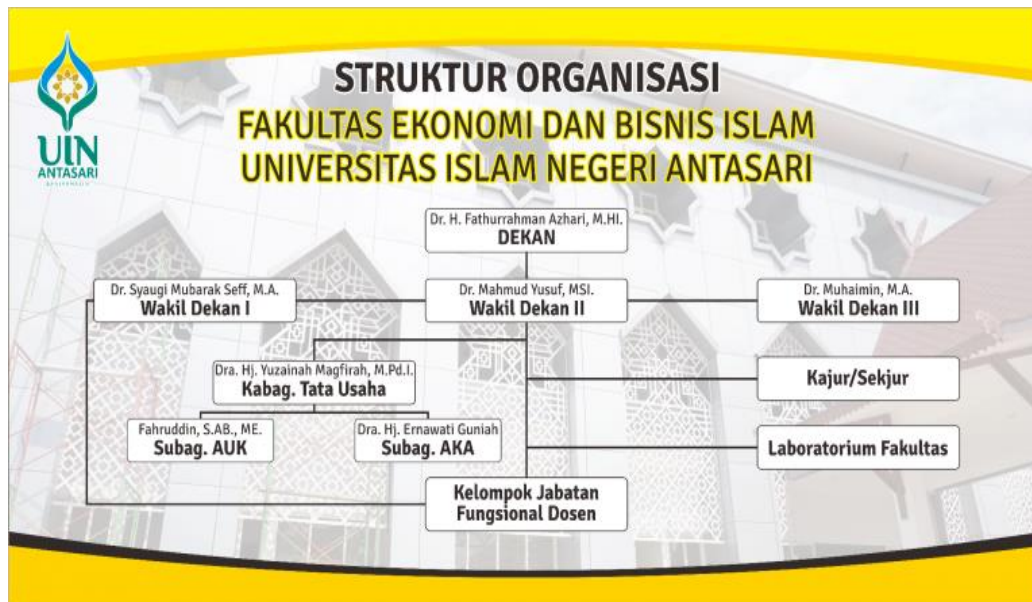 UIN
ANTASARI
STRUKTUR ORGANISASI
FAKULTAS EKONOMI DAN BISNIS ISLAM
UNIVERSITAS ISLAM NEGERI ANTASARI
Dr. H. Fathurrahman Azhari, M.HI.
DEKAN
Dr. Syaugi Mubarak Seff, M.A.
Wakil Dekan I
Dr. Mahmud Yusuf, MSI.
Wakil Dekan II
Dr. Muhaimin, M.A.
Wakil Dekan III
Dra. Hj. Yuzainah Magfirah, M.Pd.I.
Kabag. Tata Usaha
Kajur/Sekjur
Fahruddin, S.AB., ME.
Subag. AUK
Dra. Hj. Ernawati Guniah
Subag. AKA
Laboratorium Fakultas
Kelompok Jabatan
Fungsional Dosen